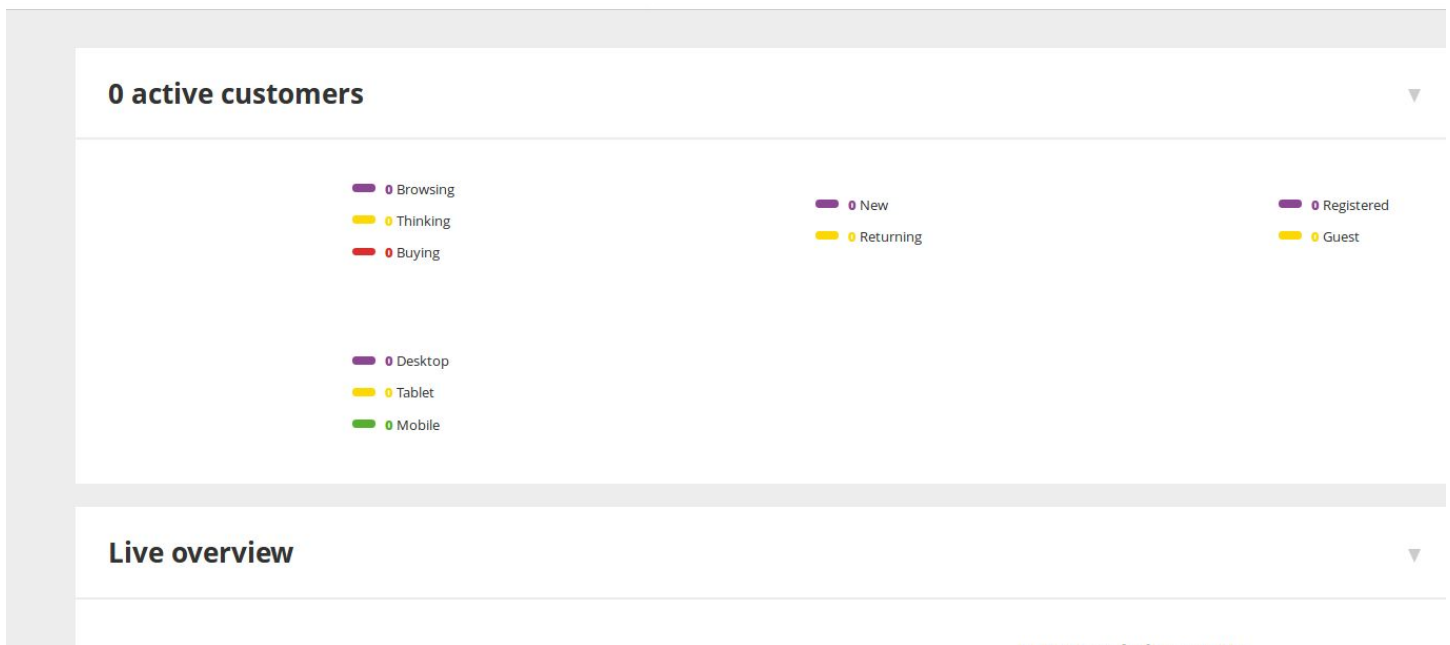 0 active customers
0 Browsing
0 Thinking
0 Buying
0 New
0 Returning
0 Registered
0 Guest
0 Desktop
0 Tablet
0 Mobile
Live overview